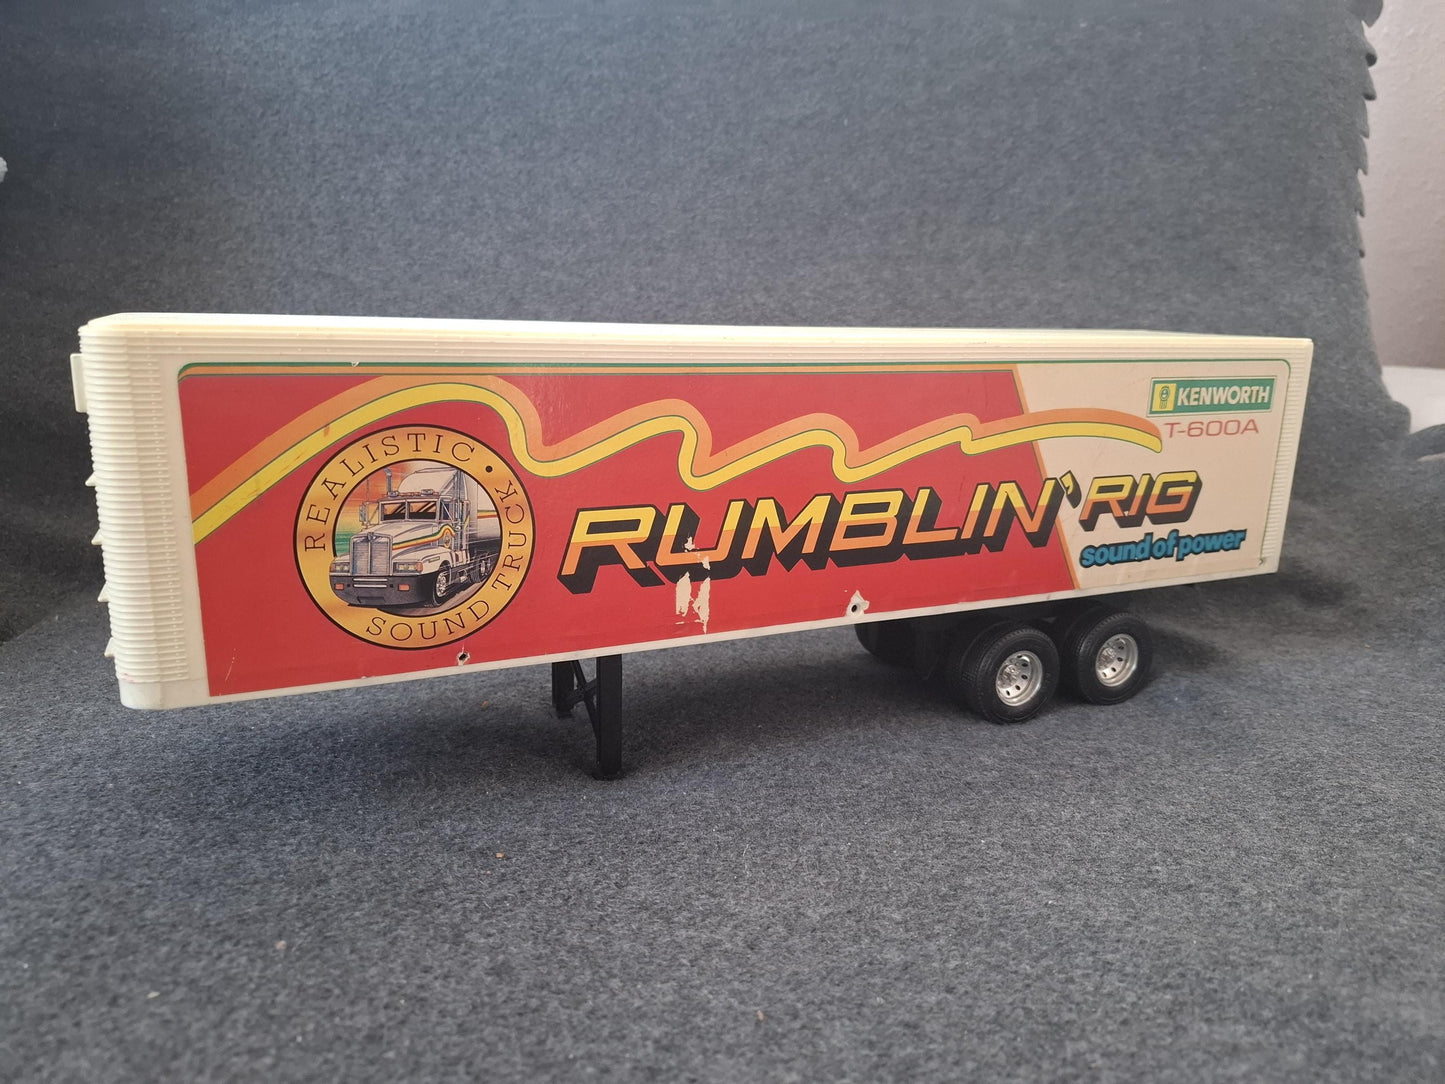 REALISTIC •
SOUND TRUCK
RUMBLIN' RIG
sound of power
KENWORTH
T-600A